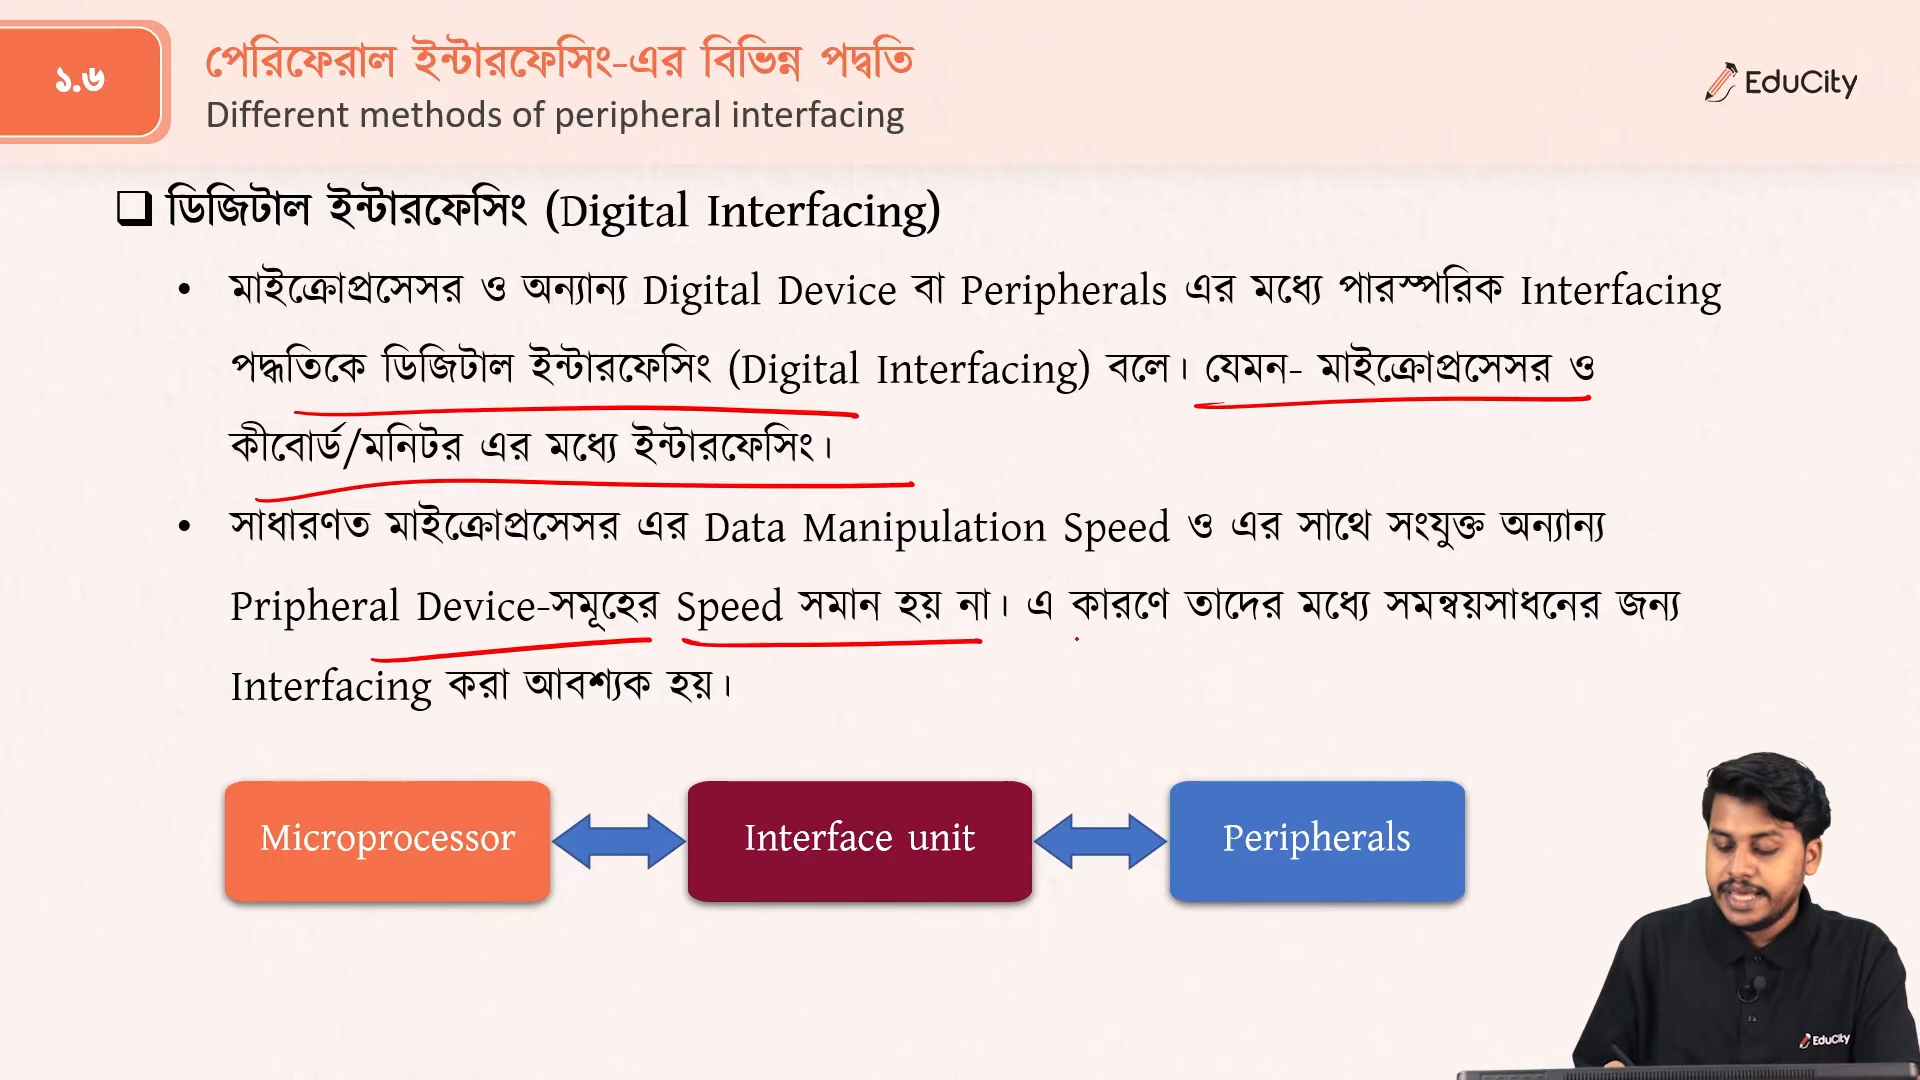 ১.৬
পেরিফেরাল ইন্টারফেসিং-এর বিভিন্ন পদ্ধতি
Different methods of peripheral interfacing
EduCity
ডিজিটাল ইন্টারফেসিং (Digital Interfacing)
• মাইক্রোপ্রসেসর ও অন্যান্য Digital Device বা Peripherals এর মধ্যে পারস্পরিক Interfacing
পদ্ধতিকে ডিজিটাল ইন্টারফেসিং (Digital Interfacing) বলে। যেমন- মাইক্রোপ্রসেসর ও
কীবোর্ড/মনিটর এর মধ্যে ইন্টারফেসিং।
• সাধারণত মাইক্রোপ্রসেসর এর Data Manipulation Speed ও এর সাথে সংযুক্ত অন্যান্য
Pripheral Device-সমূহের Speed সমান হয় না। এ কারণে তাদের মধ্যে সমন্বয়সাধনের জন্য
Interfacing করা আবশ্যক হয়।
Microprocessor
Interface unit
Peripherals
EduCity